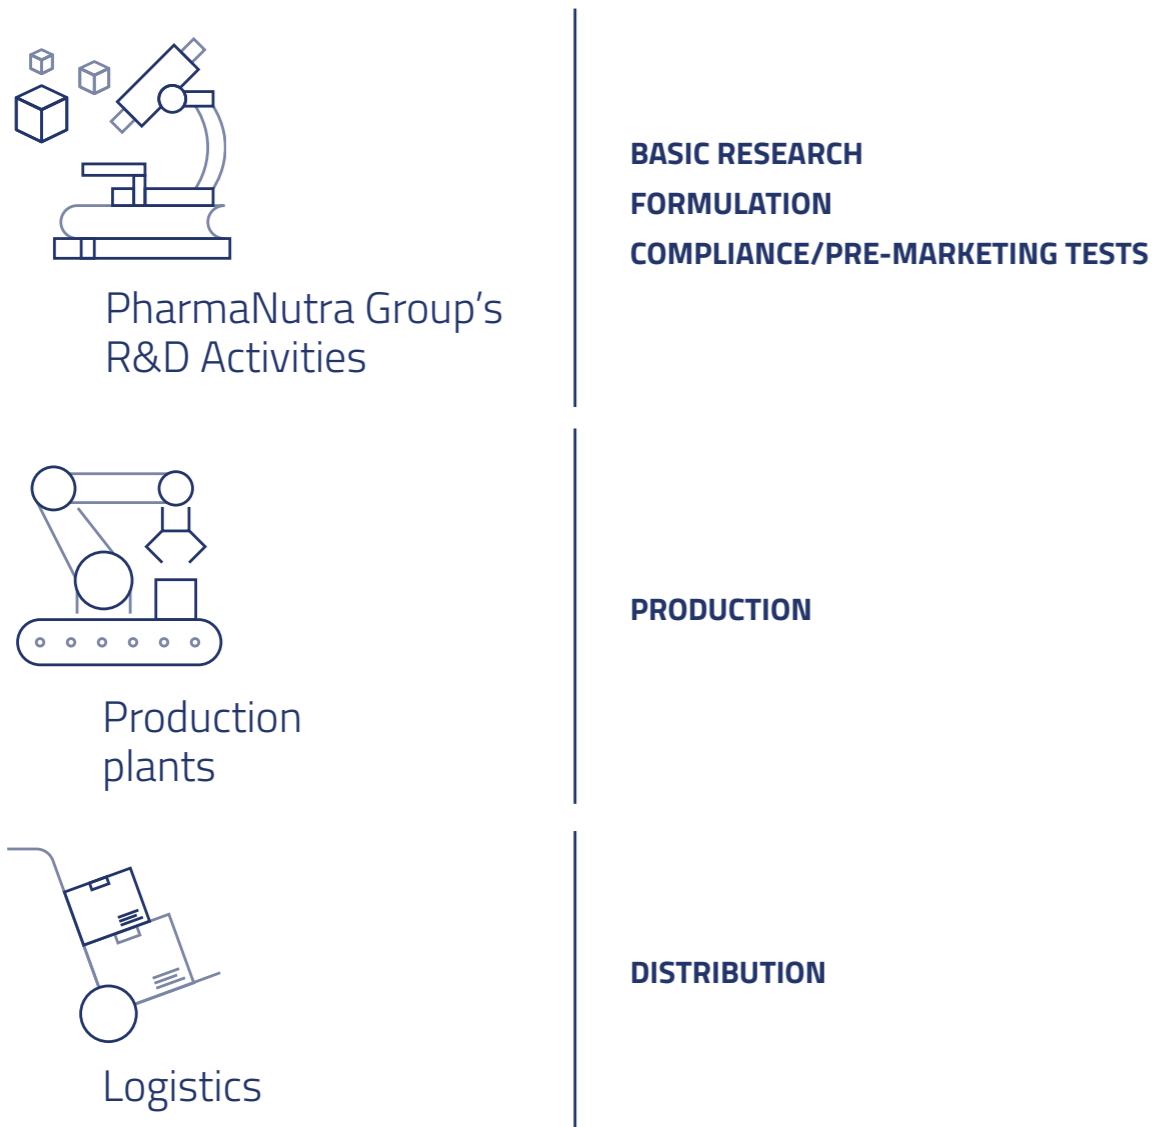 BASIC RESEARCH
FORMULATION
COMPLIANCE/PRE-MARKETING TESTS
PharmaNutra Group's
R&D Activities
PRODUCTION
Production
plants
DISTRIBUTION
Logistics